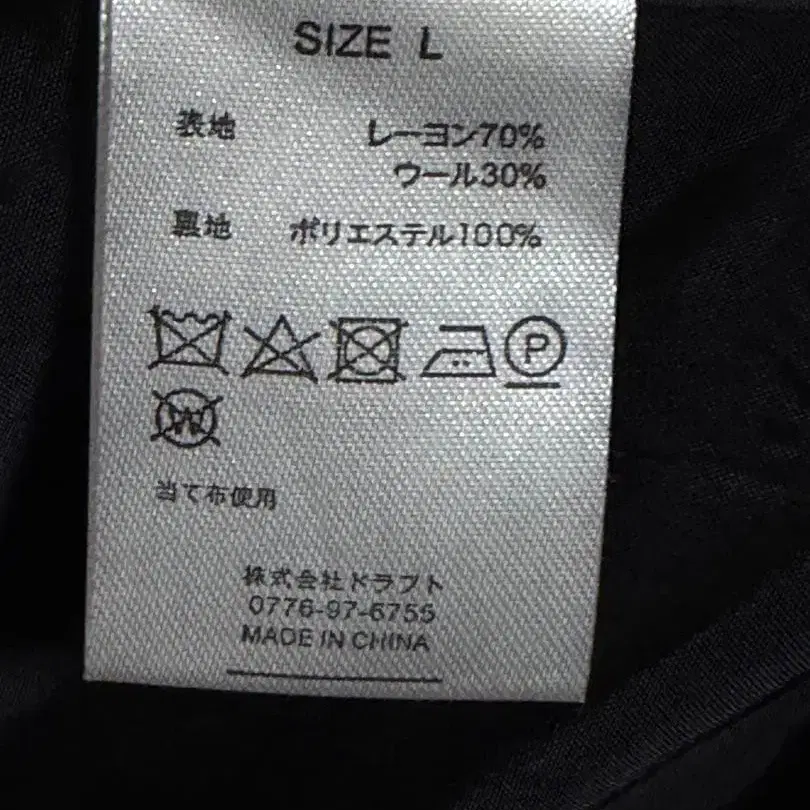 SIZE L
表地 レーヨン70%
ウール30%
裏地 ポリエステル100%
P
W
当て布使用
株式会社ドラフト
0776-97-6755
MADE IN CHINA